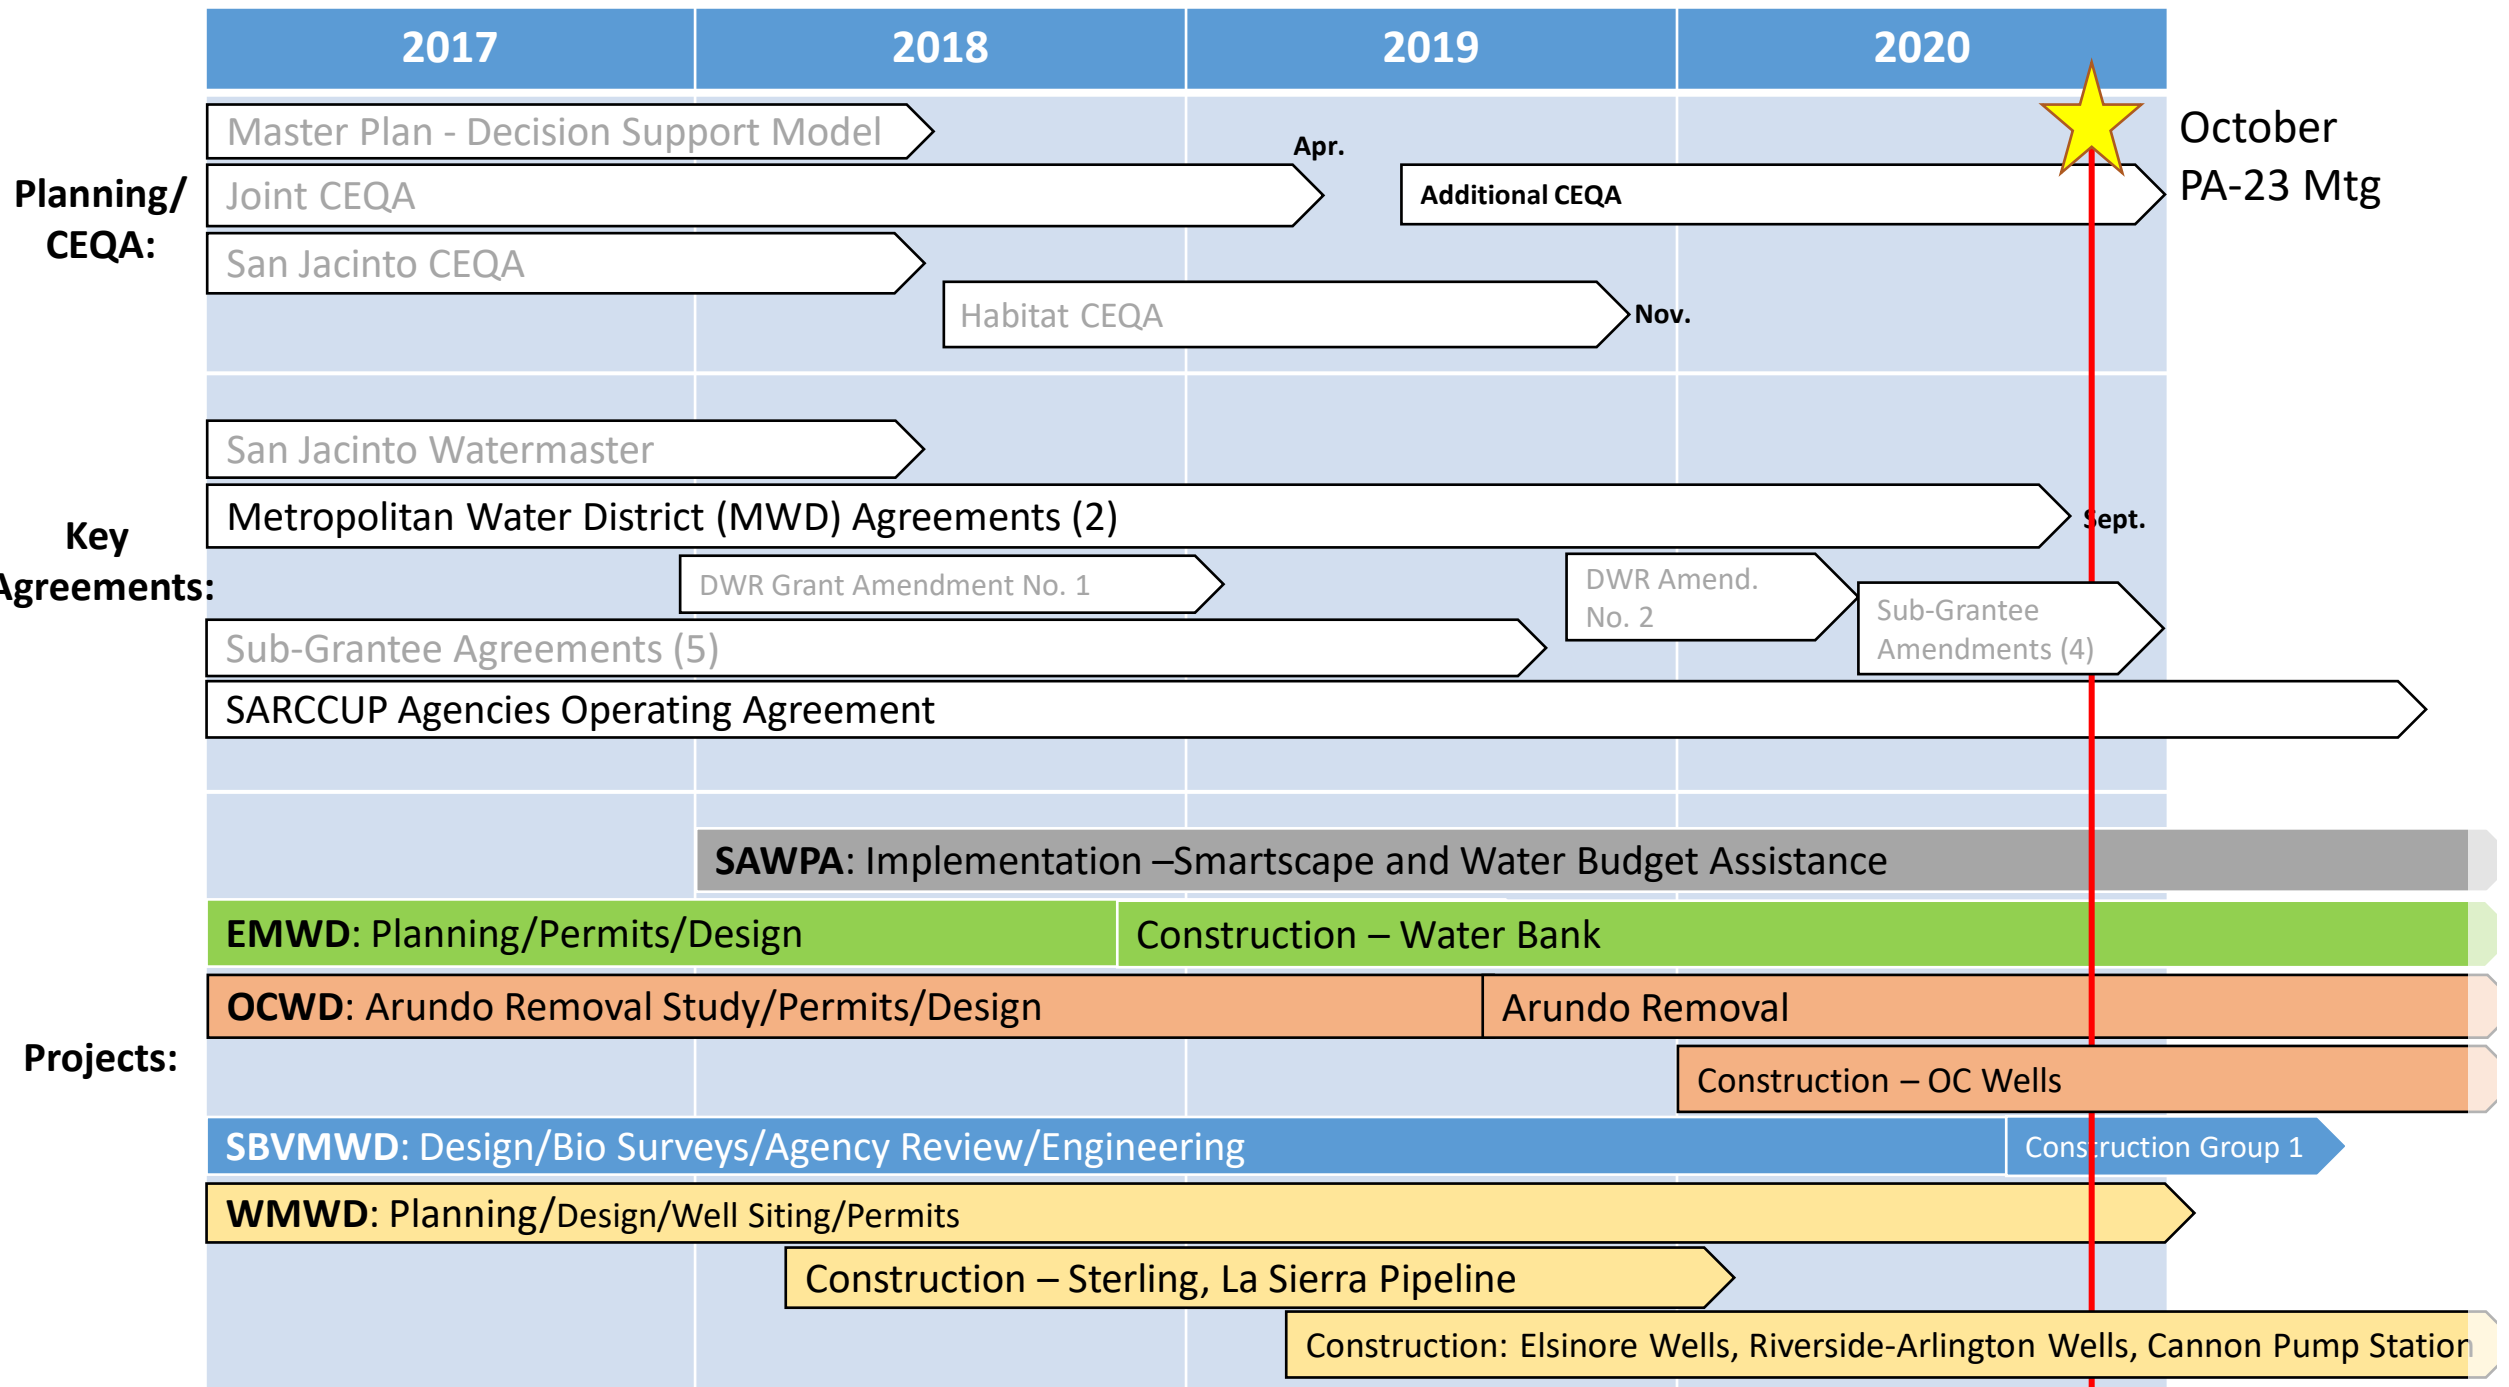 2017 2018 2019 2020
Master Plan - Decision Support Model
October
PA-23 Mtg
Apr.
Planning/
CEQA:
Joint CEQA
Additional CEQA
San Jacinto CEQA
Habitat CEQA
Nov.
San Jacinto Watermaster
Key
Agreements:
Metropolitan Water District (MWD) Agreements (2)
Sept.
DWR Grant Amendment No. 1
DWR Amend.
No. 2
Sub-Grantee
Amendments (4)
Sub-Grantee Agreements (5)
SARCCUP Agencies Operating Agreement
Projects:
SAWPA: Implementation –Smartscape and Water Budget Assistance
EMWD: Planning/Permits/Design
Construction – Water Bank
OCWD: Arundo Removal Study/Permits/Design
Arundo Removal
Construction – OC Wells
SBVMWD: Design/Bio Surveys/Agency Review/Engineering
Construction Group 1
WMWD: Planning/Design/Well Siting/Permits
Construction – Sterling, La Sierra Pipeline
Construction: Elsinore Wells, Riverside-Arlington Wells, Cannon Pump Station